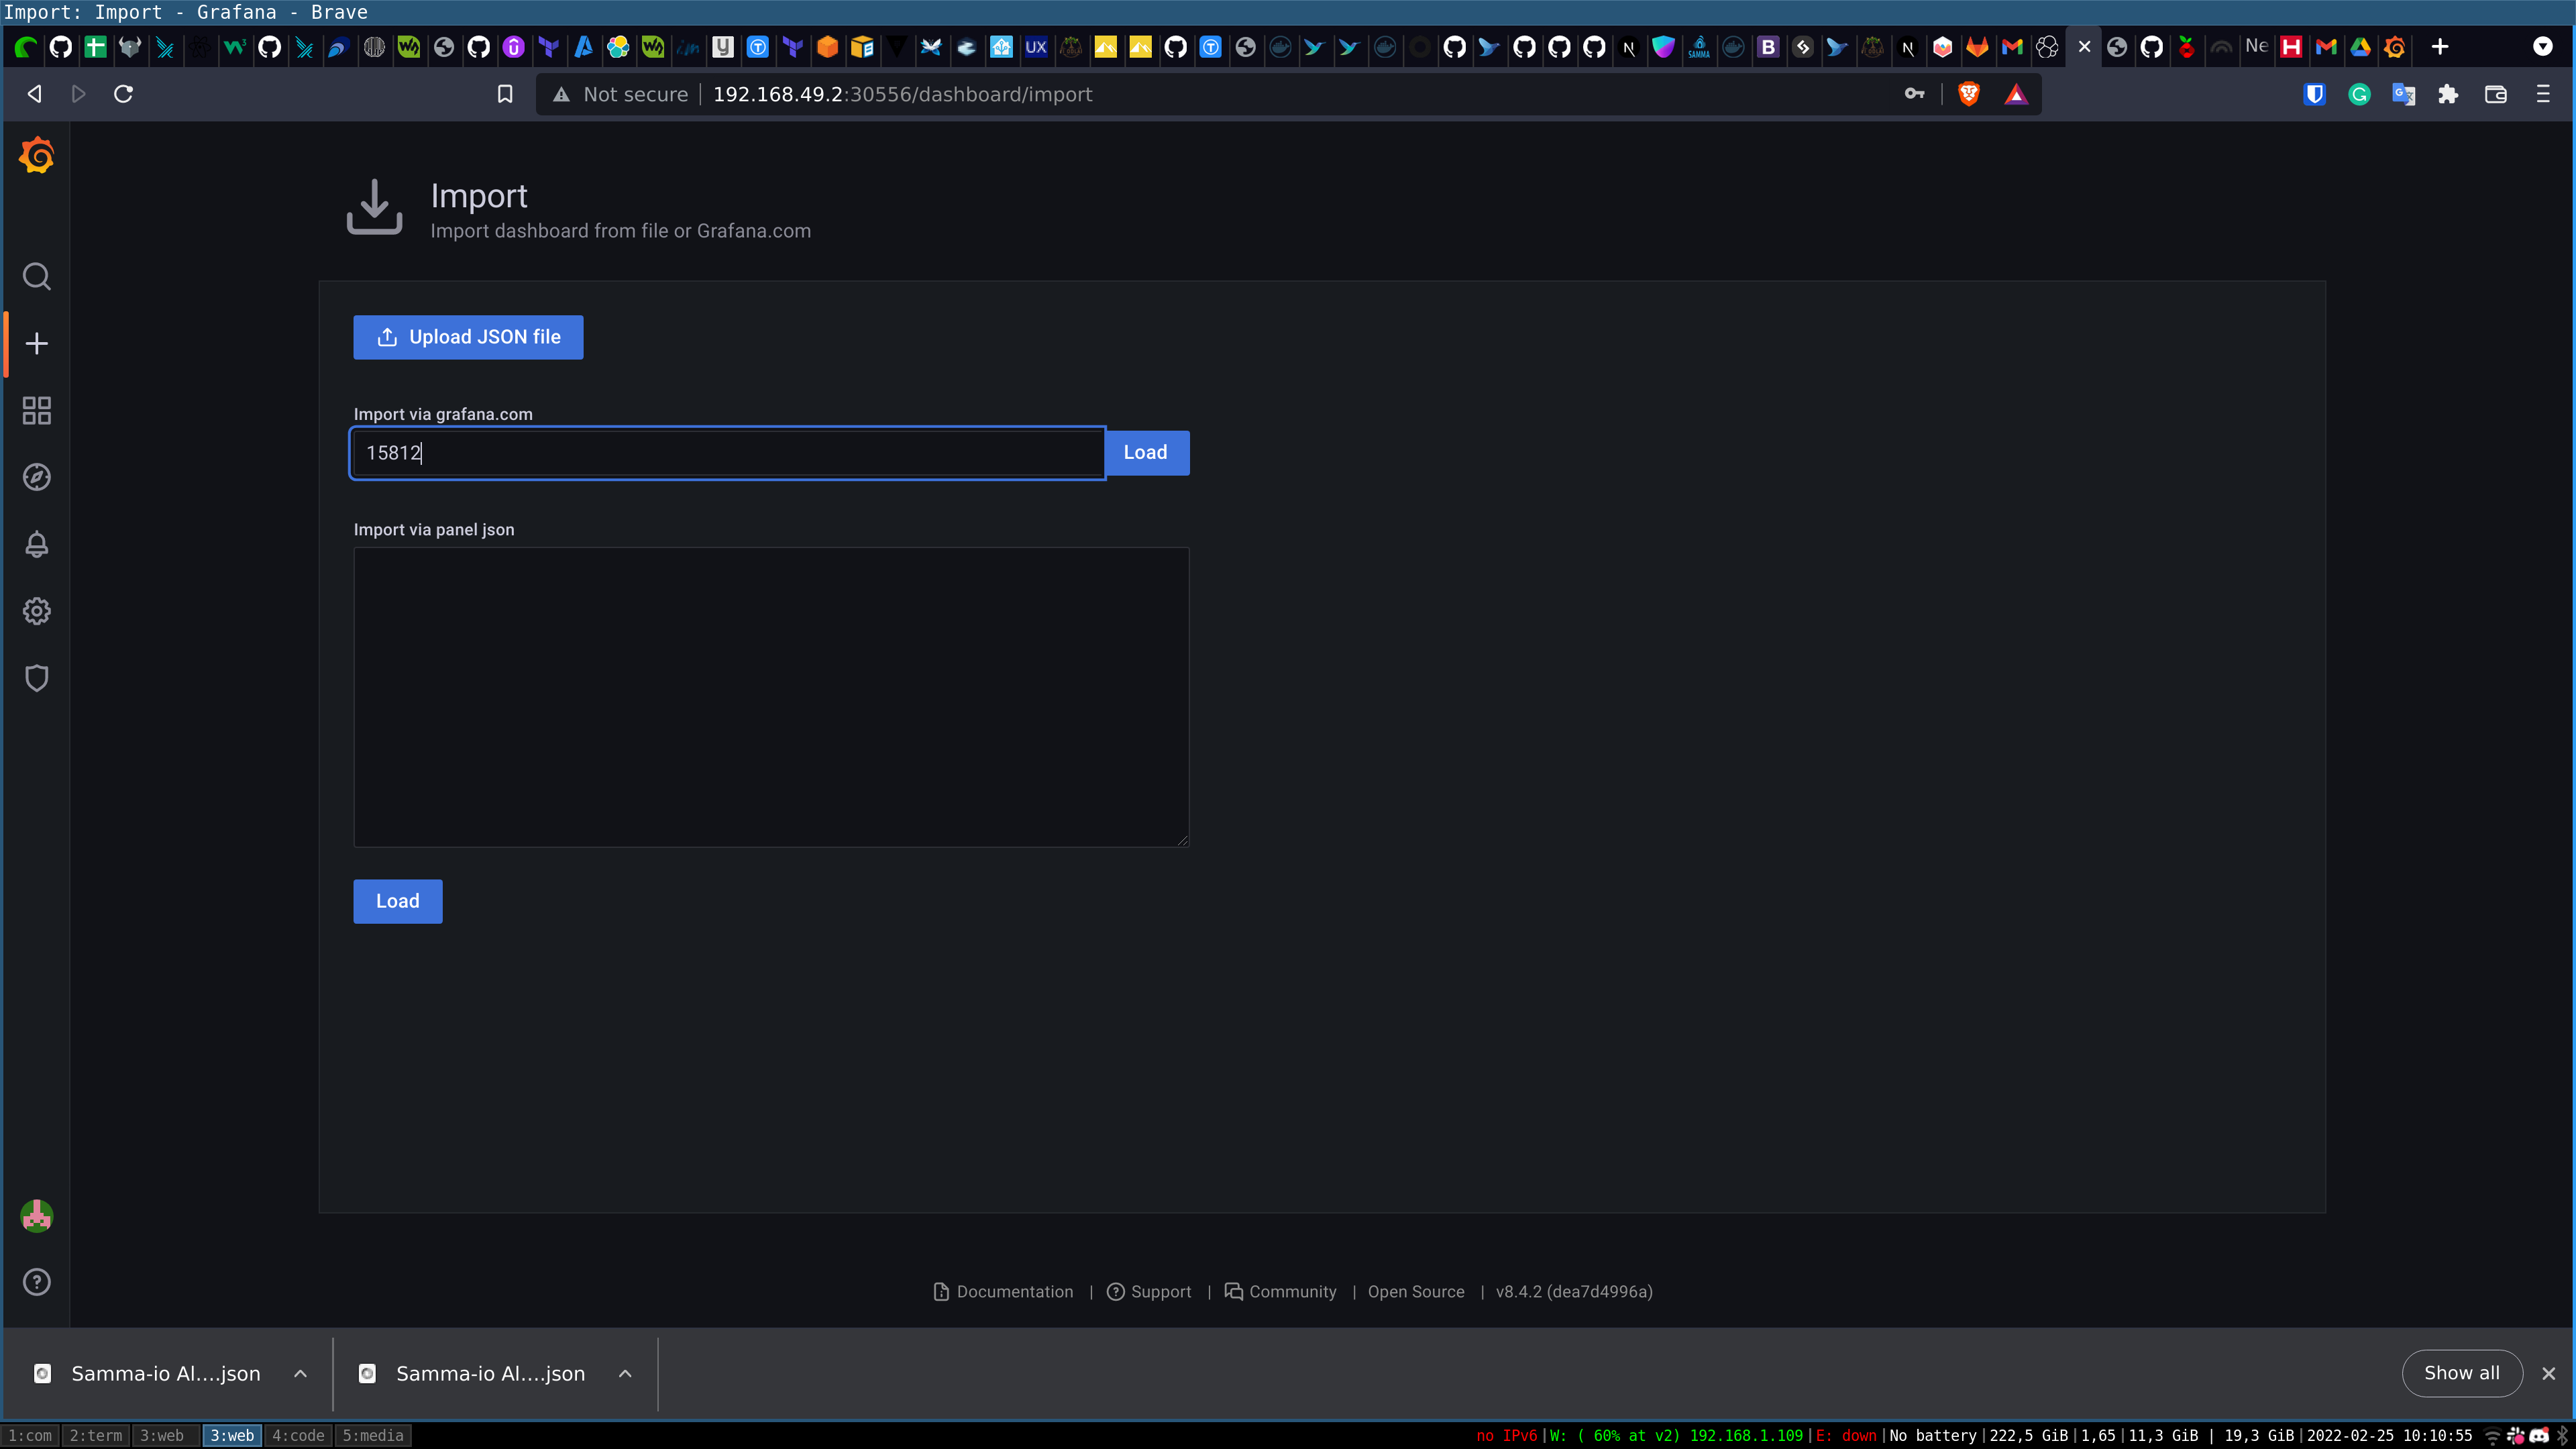 Import: Import - Grafana - Brave
UX
SAMMA
B
N
Ne
H
Not secure 192.168.49.2:30556/dashboard/import
Import
Import dashboard from file or Grafana.com
Upload JSON file
Import via grafana.com
15812
Load
Import via panel json
Load
Documentation | Support | Community | Open Source | v8.4.2 (dea7d4996a)
Samma-io Al....json
Samma-io Al....json
Show all
1:com 2:term 3:web 3:web 4:code 5:media
no IPv6|W: ( 60% at v2) 192.168.1.109|E: down|No battery|222,5 GiB|1,65|11,3 GiB | 19,3 GiB|2022-02-25 10:10:55